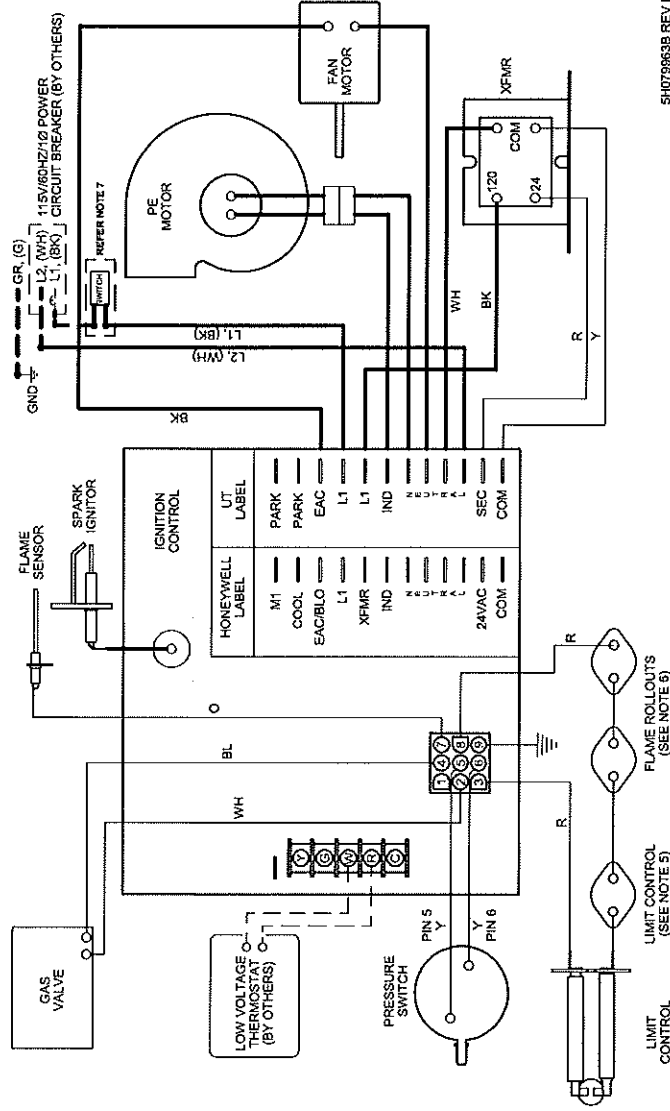 GAS
VALVE
FLAME
SENSOR
SPARK
IGNITOR
GND
GR, (G)
L2, (WH)
L1, (BK)
115V/60HZ/1Ø POWER
CIRCUIT BREAKER (BY OTHERS)
SWITCH
REFER NOTE 7
L1, (BK)
L2 (WH)
BK
PE
MOTOR
FAN
MOTOR
BL
WH
IGNITION
CONTROL
HONEYWELL
LABEL
UT
LABEL
M1
PARK
COOL
PARK
EAC/BLO
EAC
L1
L1
XFMR
L1
IND
IND
NEUTRAL
NEUTRAL
24VAC
SEC
COM
COM
Y
G
W
R
C
LOW VOLTAGE
THERMOSTAT
(BY OTHERS)
1
4
7
2
5
8
3
6
9
PIN 5
Y
Y
PIN 6
PRESSURE
SWITCH
WH
BK
120
COM
24
XFMR
R
Y
R
R
LIMIT
CONTROL
LIMIT CONTROL
(SEE NOTE 5)
FLAME ROLLOUTS
(SEE NOTE 6)
5H079963B REV